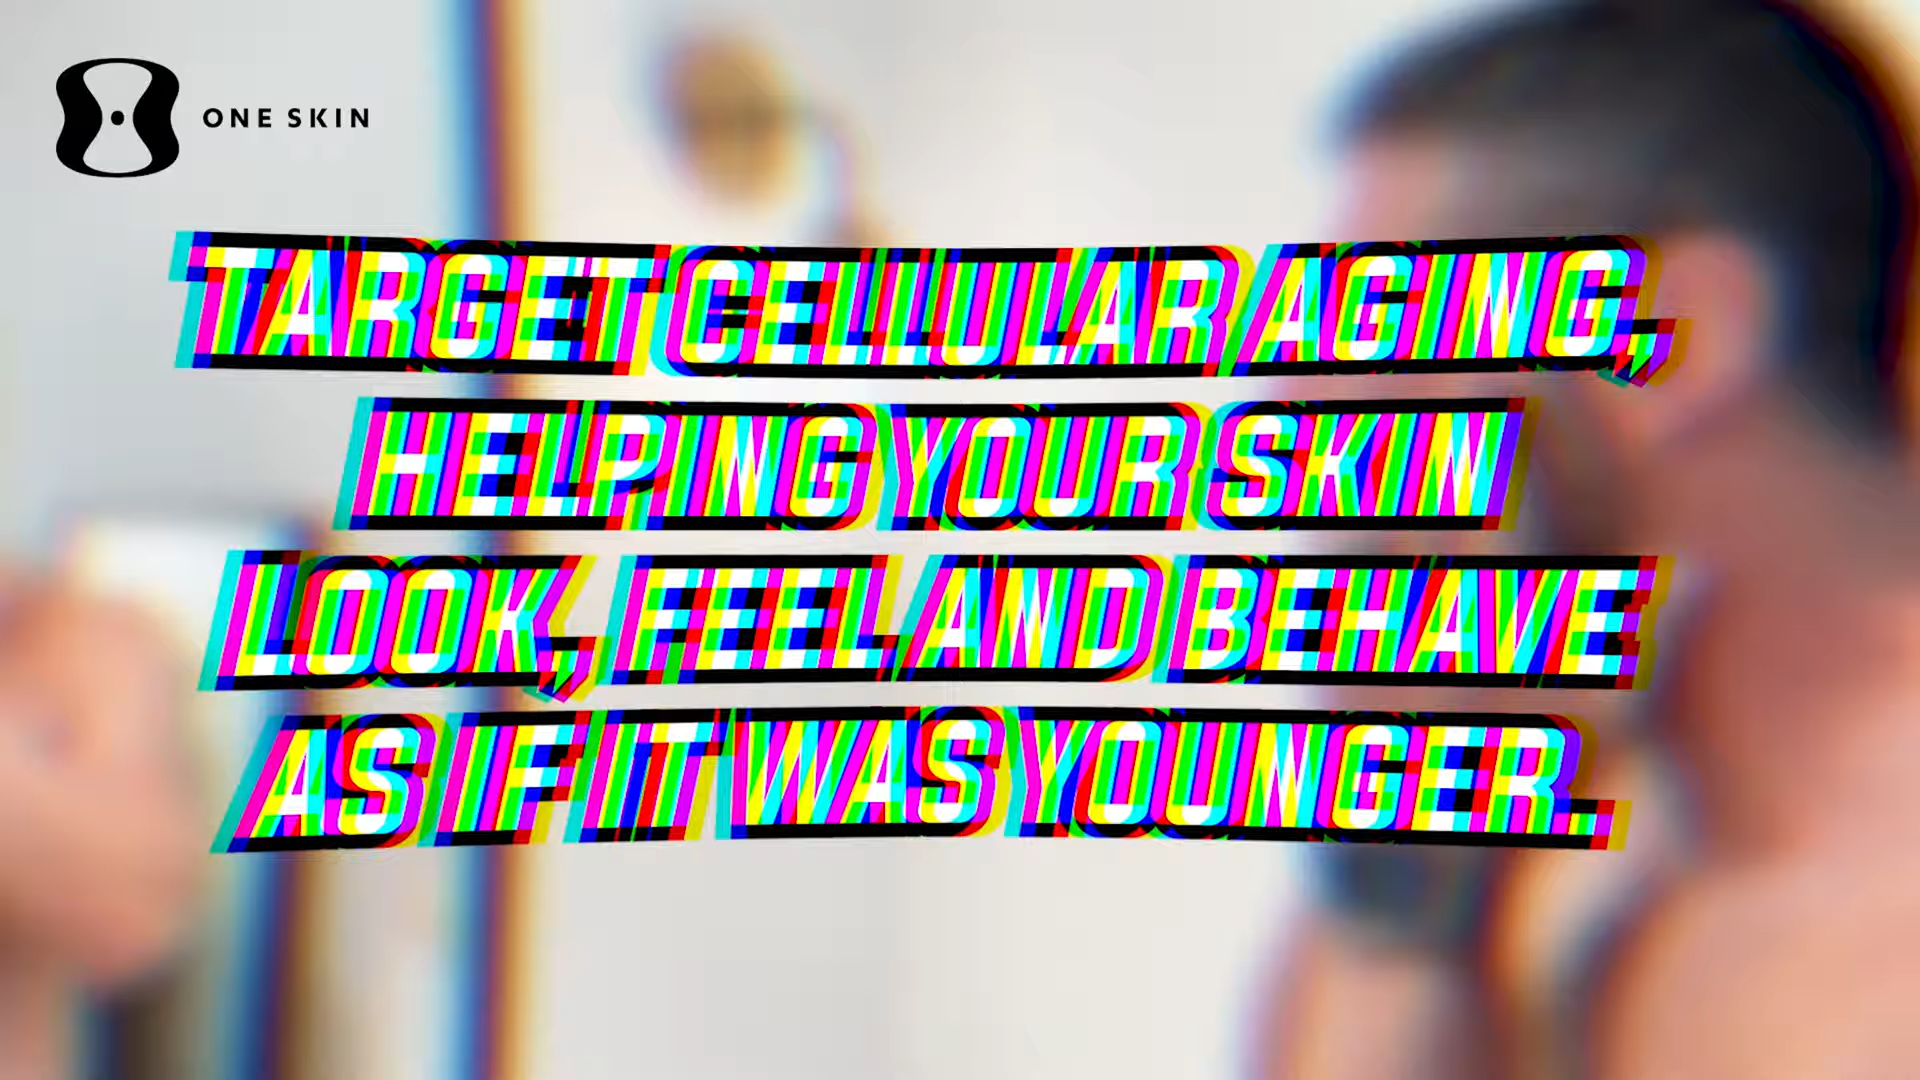 ONE SKIN
TARGET CELLULAR AGING,
HELPING YOUR SKIN
LOOK, FEEL AND BEHAVE
AS IF IT WAS YOUNGER.